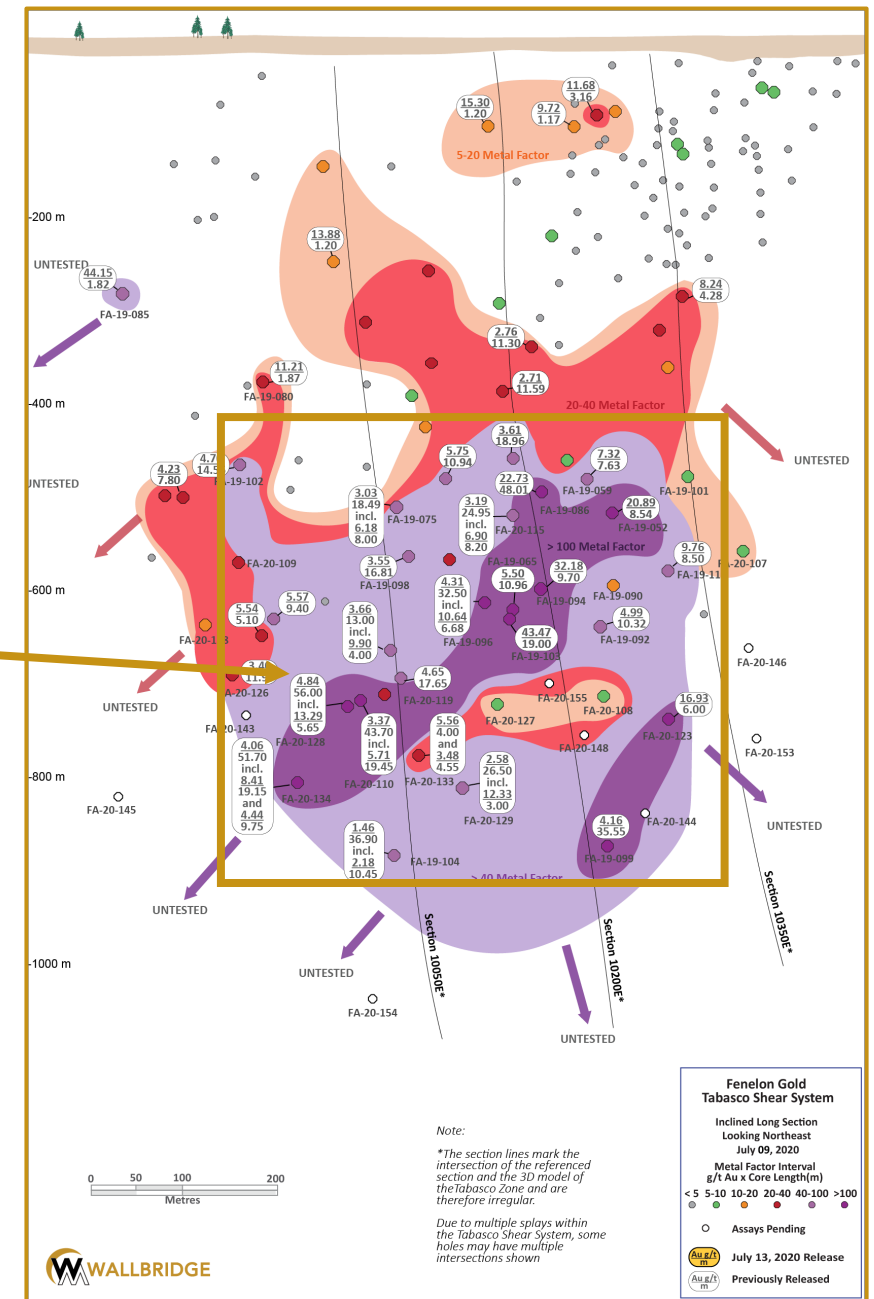 11.68
3.16
15.30
1.20
9.72
1.17
5-20 Metal Factor
-200 m
13.88
1.20
UNTESTED
44.15
1.82
FA-19-085
8.24
4.28
2.76
11.30
11.21
1.87
FA-19-080
2.71
11.59
-400 m
20-40 Metal Factor
3.61
18.96
UNTESTED
5.75
10.94
7.32
7.63
4.23
7.80
FA-19-102
UNTESTED
22.73
48.01
FA-19-059
FA-19-101
3.03
18.49
incl.
6.18
8.00
FA-19-075
3.19
24.95
incl.
6.90
8.20
FA-20-115
FA-19-086
20.89
8.54
FA-19-052
> 100 Metal Factor
9.76
8.50
FA-20-107
FA-20-109
3.55
16.81
FA-19-098
FA-19-065
5.50
10.96
32.18
9.70
FA-19-094
FA-19-090
-600 m
4.31
32.50
incl.
10.64
6.68
FA-19-096
5.57
9.40
5.54
5.10
3.66
13.00
incl.
9.90
4.00
43.47
19.00
FA-19-103
4.99
10.32
FA-19-092
FA-20-146
4.65
17.65
FA-20-126
4.84
56.00
incl.
13.29
5.65
FA-20-119
FA-20-155
FA-20-108
UNTESTED
FA-20-143
FA-20-128
3.37
43.70
incl.
5.71
19.45
5.56
4.00
and
3.48
4.55
FA-20-127
FA-20-148
16.93
6.00
FA-20-123
FA-20-153
4.06
51.70
incl.
8.41
19.15
and
4.44
9.75
FA-20-134
FA-20-110
FA-20-133
2.58
26.50
incl.
12.33
3.00
FA-20-129
-800 m
FA-20-145
FA-20-144
UNTESTED
1.46
36.90
incl.
2.18
10.45
FA-19-104
4.16
35.55
FA-19-099
> 40 Metal Factor
UNTESTED
Section 10050E*
Section 10200E*
Section 10350E*
-1000 m
UNTESTED
FA-20-154
UNTESTED
Fenelon Gold
Tabasco Shear System
Inclined Long Section
Looking Northeast
July 09, 2020
Metal Factor Interval
g/t Au x Core Length(m)
< 5 5-10 10-20 20-40 40-100 >100
Assays Pending
Au g/t
m
July 13, 2020 Release
Au g/t
m
Previously Released
Note:
*The section lines mark the
intersection of the referenced
section and the 3D model of
theTabasco Zone and are
therefore irregular.
Due to multiple splays within
the Tabasco Shear System, some
holes may have multiple
intersections shown
0 50 100 200
Metres
WALLBRIDGE